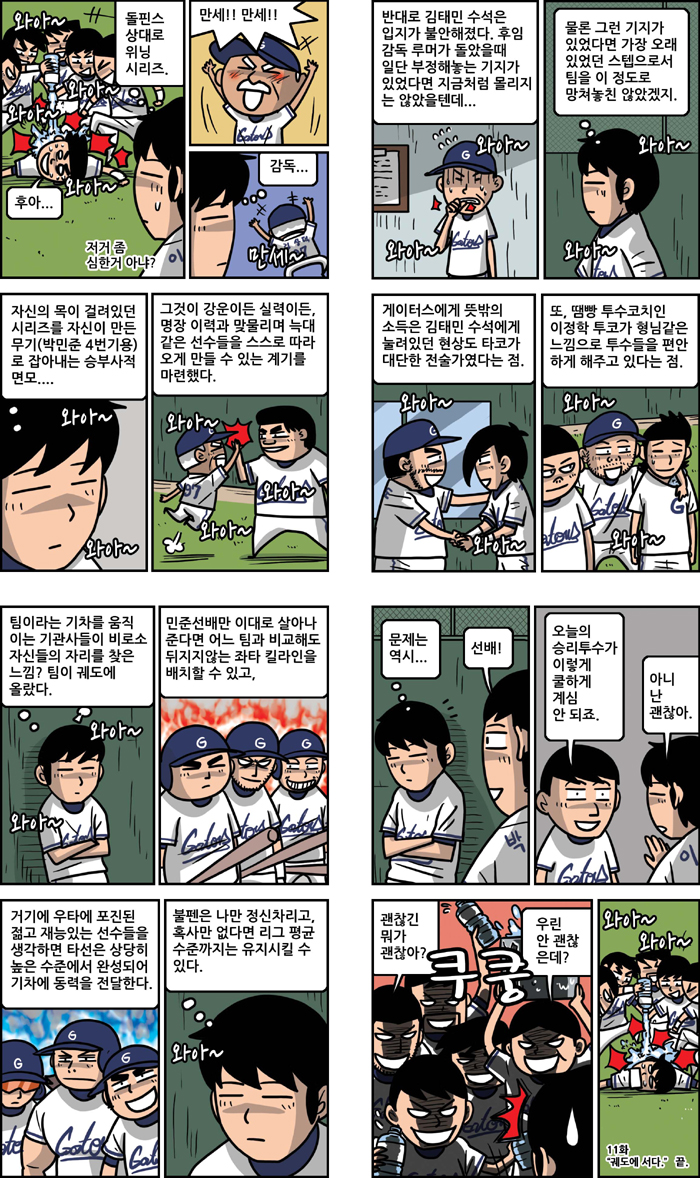 돌핀스
상대로
위닝
시리즈.
와아~
와아~
와아~
와아~
후아...
저거 좀
심한거 아냐?
이
만세!! 만세!!
Gators
감독...
만세~
자신의 목이 걸려있던
시리즈를 자신이 만든
무기(박민준 4번기용)
로 잡아내는 승부사적
면모....
와아~
와아~
그것이 강운이든 실력이든,
명장 이력과 맞물리며 늑대
같은 선수들을 스스로 따라
오게 만들 수 있는 계기를
마련했다.
와아~
97
와아~
와아~
반대로 김태민 수석은
입지가 불안해졌다. 후임
감독 루머가 돌았을때
일단 부정해놓는 기지가
있었다면 지금처럼 몰리지
는 않았을텐데...
G
와아~
와아~
Gators
물론 그런 기지가
있었다면 가장 오래
있었던 스텝으로서
팀을 이 정도로
망쳐놓친 않았겠지.
와아~
와아~
게이터스에게 뜻밖의
소득은 김태민 수석에게
눌려있던 현상도 타코가
대단한 전술가였다는 점.
와아~
G
Gators
와아~
또, 땜빵 투수코치인
이정학 투코가 형님같은
느낌으로 투수들을 편안
하게 해주고 있다는 점.
와아~
G
Gators
G
팀이라는 기차를 움직
이는 기관사들이 비로소
자신들의 자리를 찾은
느낌? 팀이 궤도에
올랐다.
와아~
와아~
민준선배만 이대로 살아나
준다면 어느 팀과 비교해도
뒤지지않는 좌타 킬라인을
배치할 수 있고,
G
G
G
Gators
Gators
거기에 우타에 포진된
젊고 재능있는 선수들을
생각하면 타선은 상당히
높은 수준에서 완성되어
기차에 동력을 전달한다.
G
G
G
Gators
Gators
불펜은 나만 정신차리고,
혹사만 없다면 리그 평균
수준까지는 유지시킬 수
있다.
와아~
문제는
역시...
선배!
Gators
박
오늘의
승리투수가
이렇게
쿨하게
계심
안 되죠.
아니
난
괜찮아.
Gators
이
괜찮긴
뭐가
괜찮아?
우린
안 괜찮
은데?
쿠쿵
Gators
Gators
와아~
와아~
11화
"궤도에 서다." 끝.